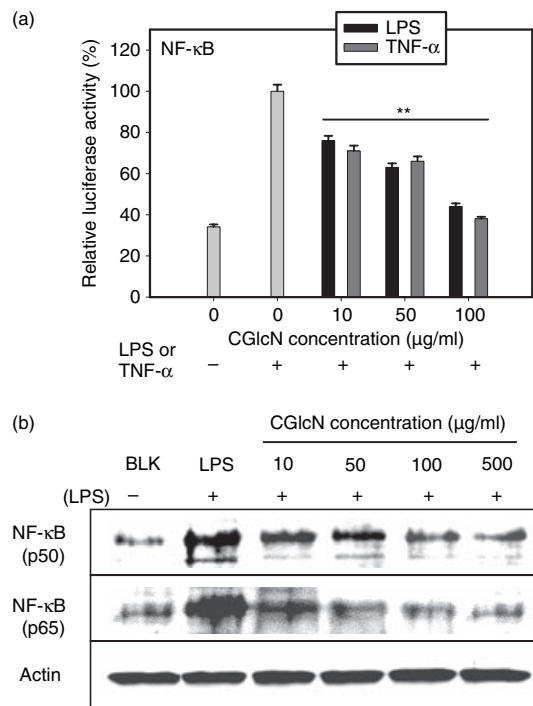 (a)
NF-κB
LPS
TNF-α
Relative luciferase activity (%)
120
100
80
60
40
20
0
**
0 0 10 50 100
CGlcN concentration (μg/ml)
LPS or
TNF-α – + + + +
(b)
CGlcN concentration (μg/ml)
BLK LPS 10 50 100 500
(LPS) – + + + + +
NF-κB
(p50)
NF-κB
(p65)
Actin